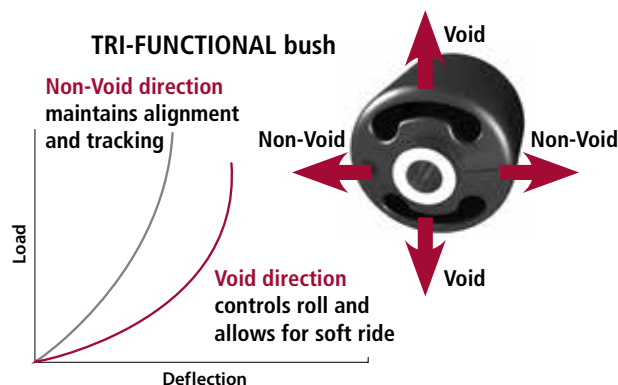 TRI-FUNCTIONAL bush
Void
Non-Void direction
maintains alignment
and tracking
Non-Void
Non-Void
Load
Void direction
controls roll and
allows for soft ride
Void
Deflection